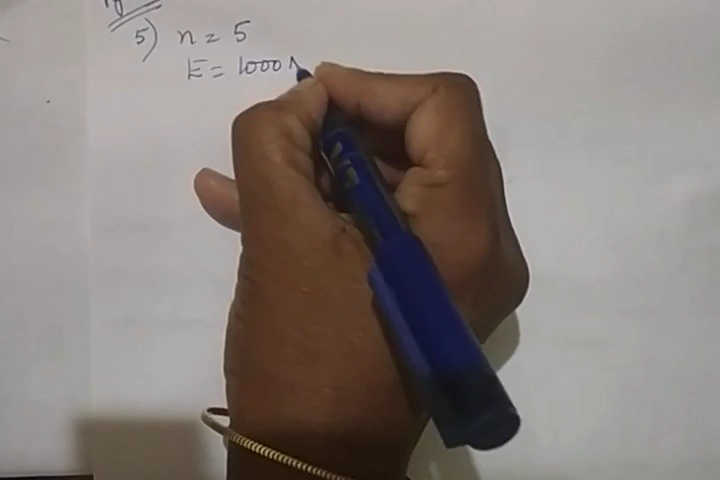 5) n = 5
E = 1000